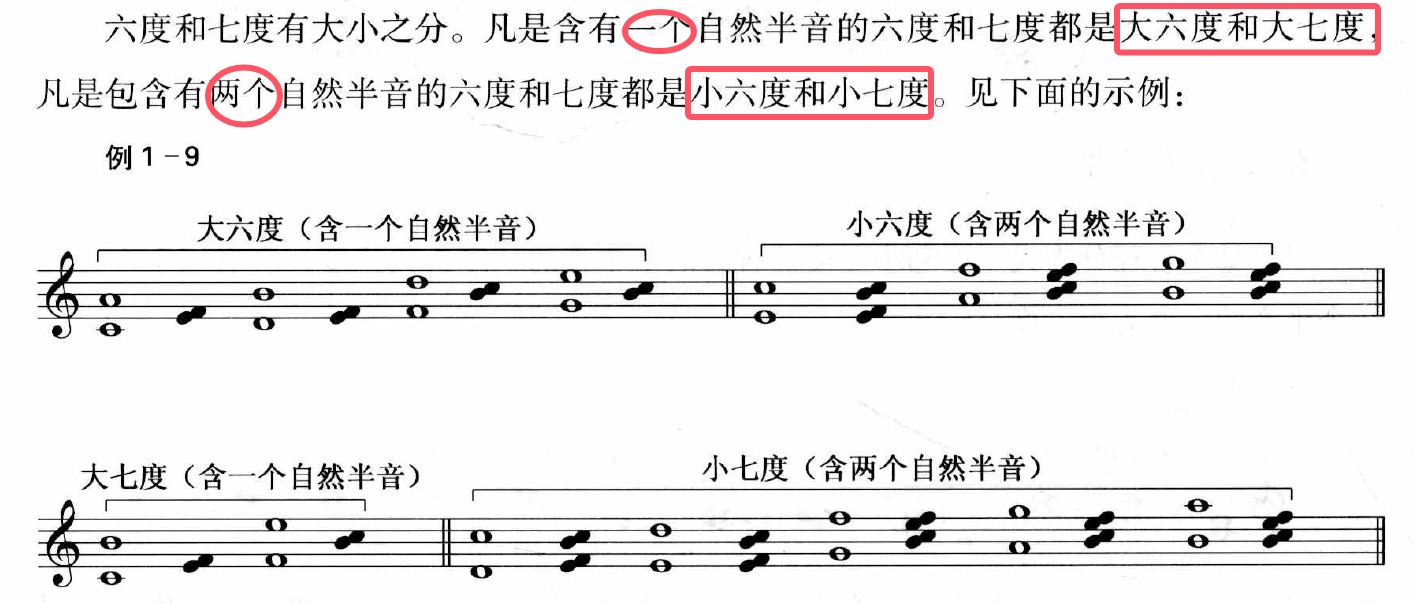 六度和七度有大小之分。凡是含有一个自然半音的六度和七度都是大六度和大七度，
凡是包含有两个自然半音的六度和七度都是小六度和小七度。见下面的示例：
例1-9
大六度（含一个自然半音） 小六度（含两个自然半音）
大七度（含一个自然半音） 小七度（含两个自然半音）